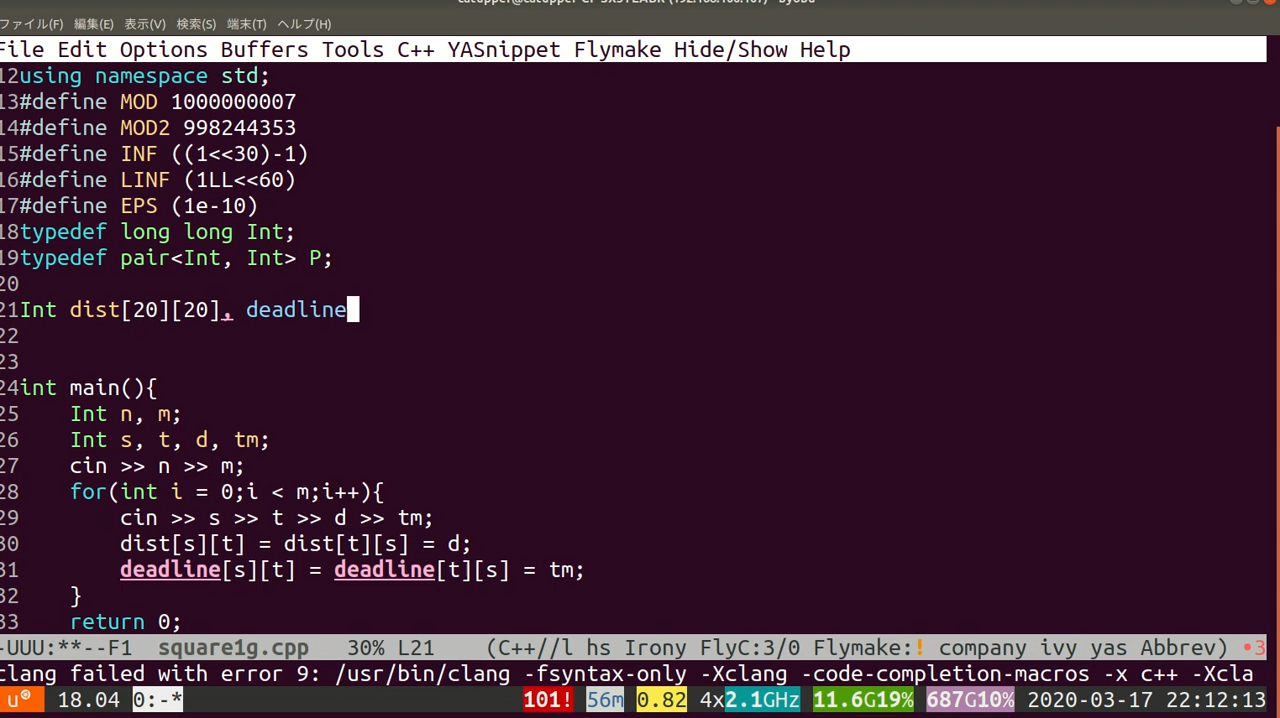 ファイル(F) 編集(E) 表示(V) 検索(S) 端末(T) ヘルプ(H)
File Edit Options Buffers Tools C++ YASnippet Flymake Hide/Show Help
12using namespace std;
13#define MOD 1000000007
14#define MOD2 998244353
15#define INF ((1<<30)-1)
16#define LINF (1LL<<60)
17#define EPS (1e-10)
18typedef long long Int;
19typedef pair<Int, Int> P;
20
21Int dist[20][20], deadline
22
23
24int main(){
25    Int n, m;
26    Int s, t, d, tm;
27    cin >> n >> m;
28    for(int i = 0;i < m;i++){
29        cin >> s >> t >> d >> tm;
30        dist[s][t] = dist[t][s] = d;
31        deadline[s][t] = deadline[t][s] = tm;
32    }
33    return 0;
-UUU:**--F1  square1g.cpp   30% L21    (C++//l hs Irony FlyC:3/0 Flymake:! company ivy yas Abbrev) •3
clang failed with error 9: /usr/bin/clang -fsyntax-only -Xclang -code-completion-macros -x c++ -Xcla
u® 18.04 0:-* 101! 56m 0.82 4x2.1GHz 11.6G19% 687G10% 2020-03-17 22:12:13